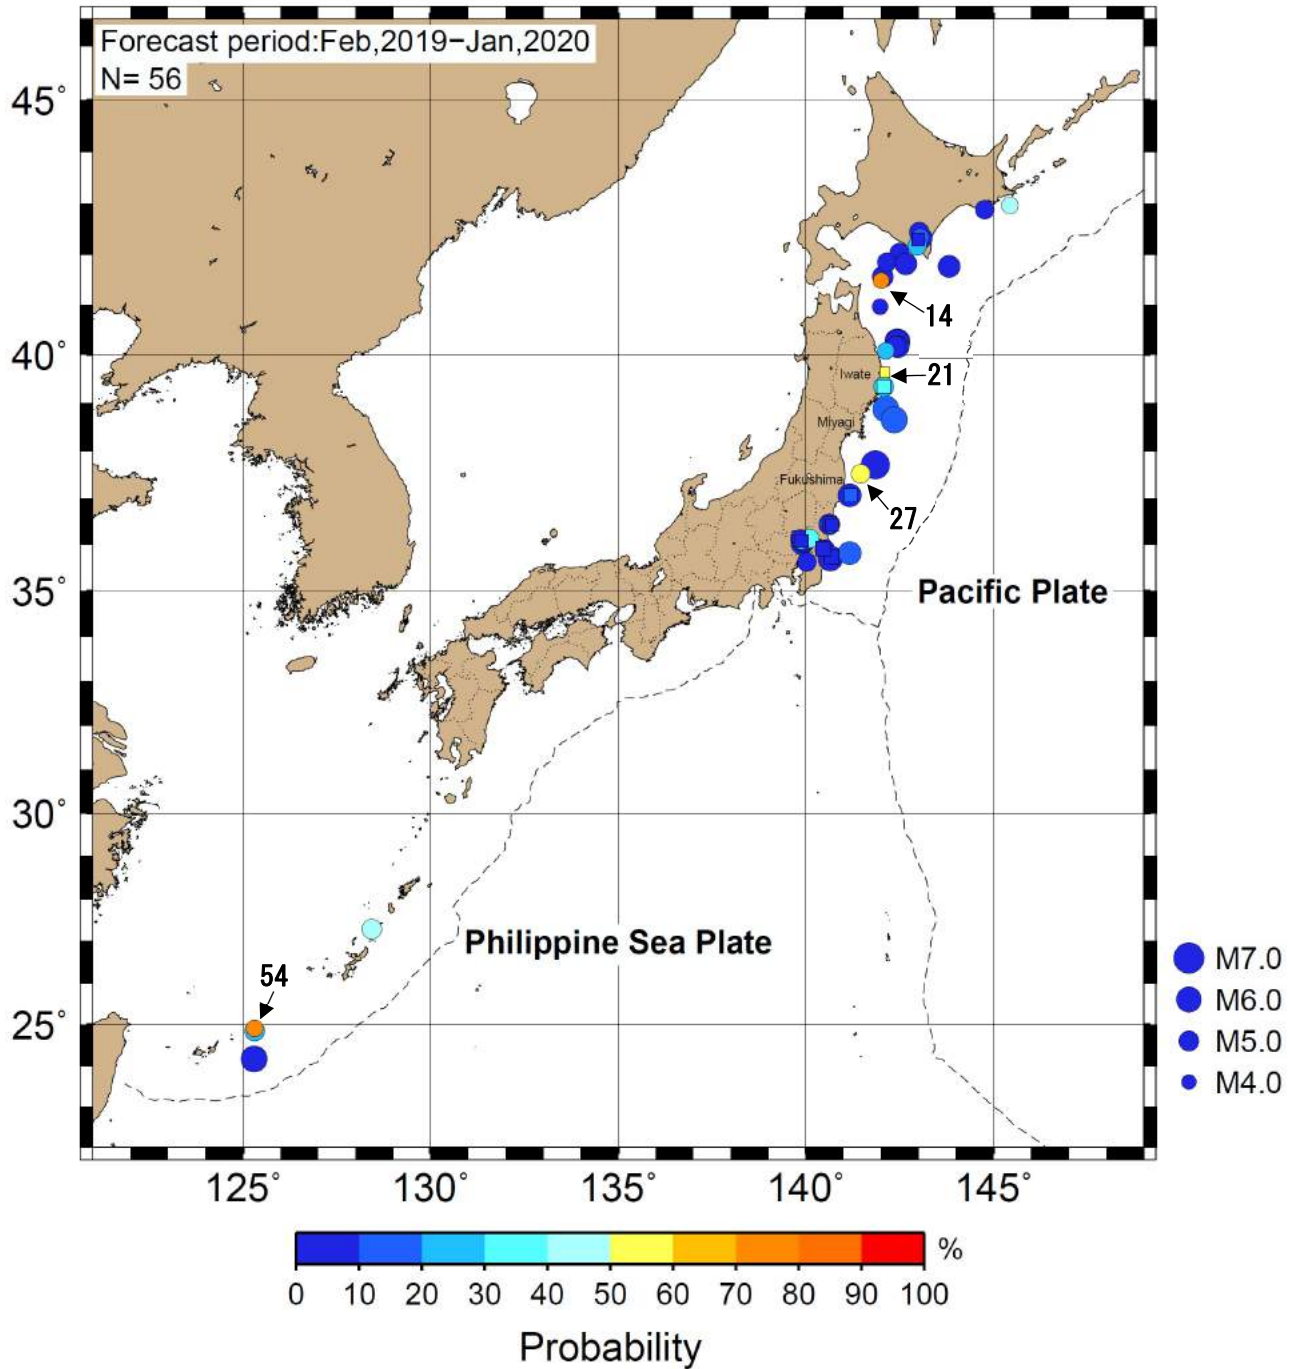 Forecast period:Feb,2019−Jan,2020
N= 56
45°
40°
35°
30°
25°
14
Iwate
21
Miyagi
Fukushima
27
Pacific Plate
Philippine Sea Plate
54
M7.0
M6.0
M5.0
M4.0
125°
130°
135°
140°
145°
%
0 10 20 30 40 50 60 70 80 90 100
Probability